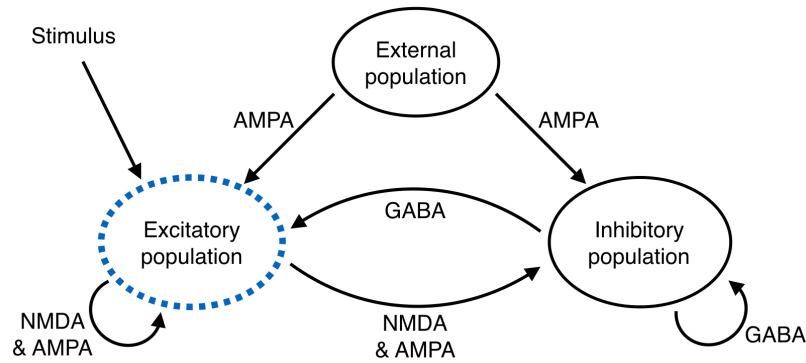 Stimulus
External
population
AMPA
AMPA
GABA
Excitatory
population
Inhibitory
population
NMDA
& AMPA
NMDA
& AMPA
GABA